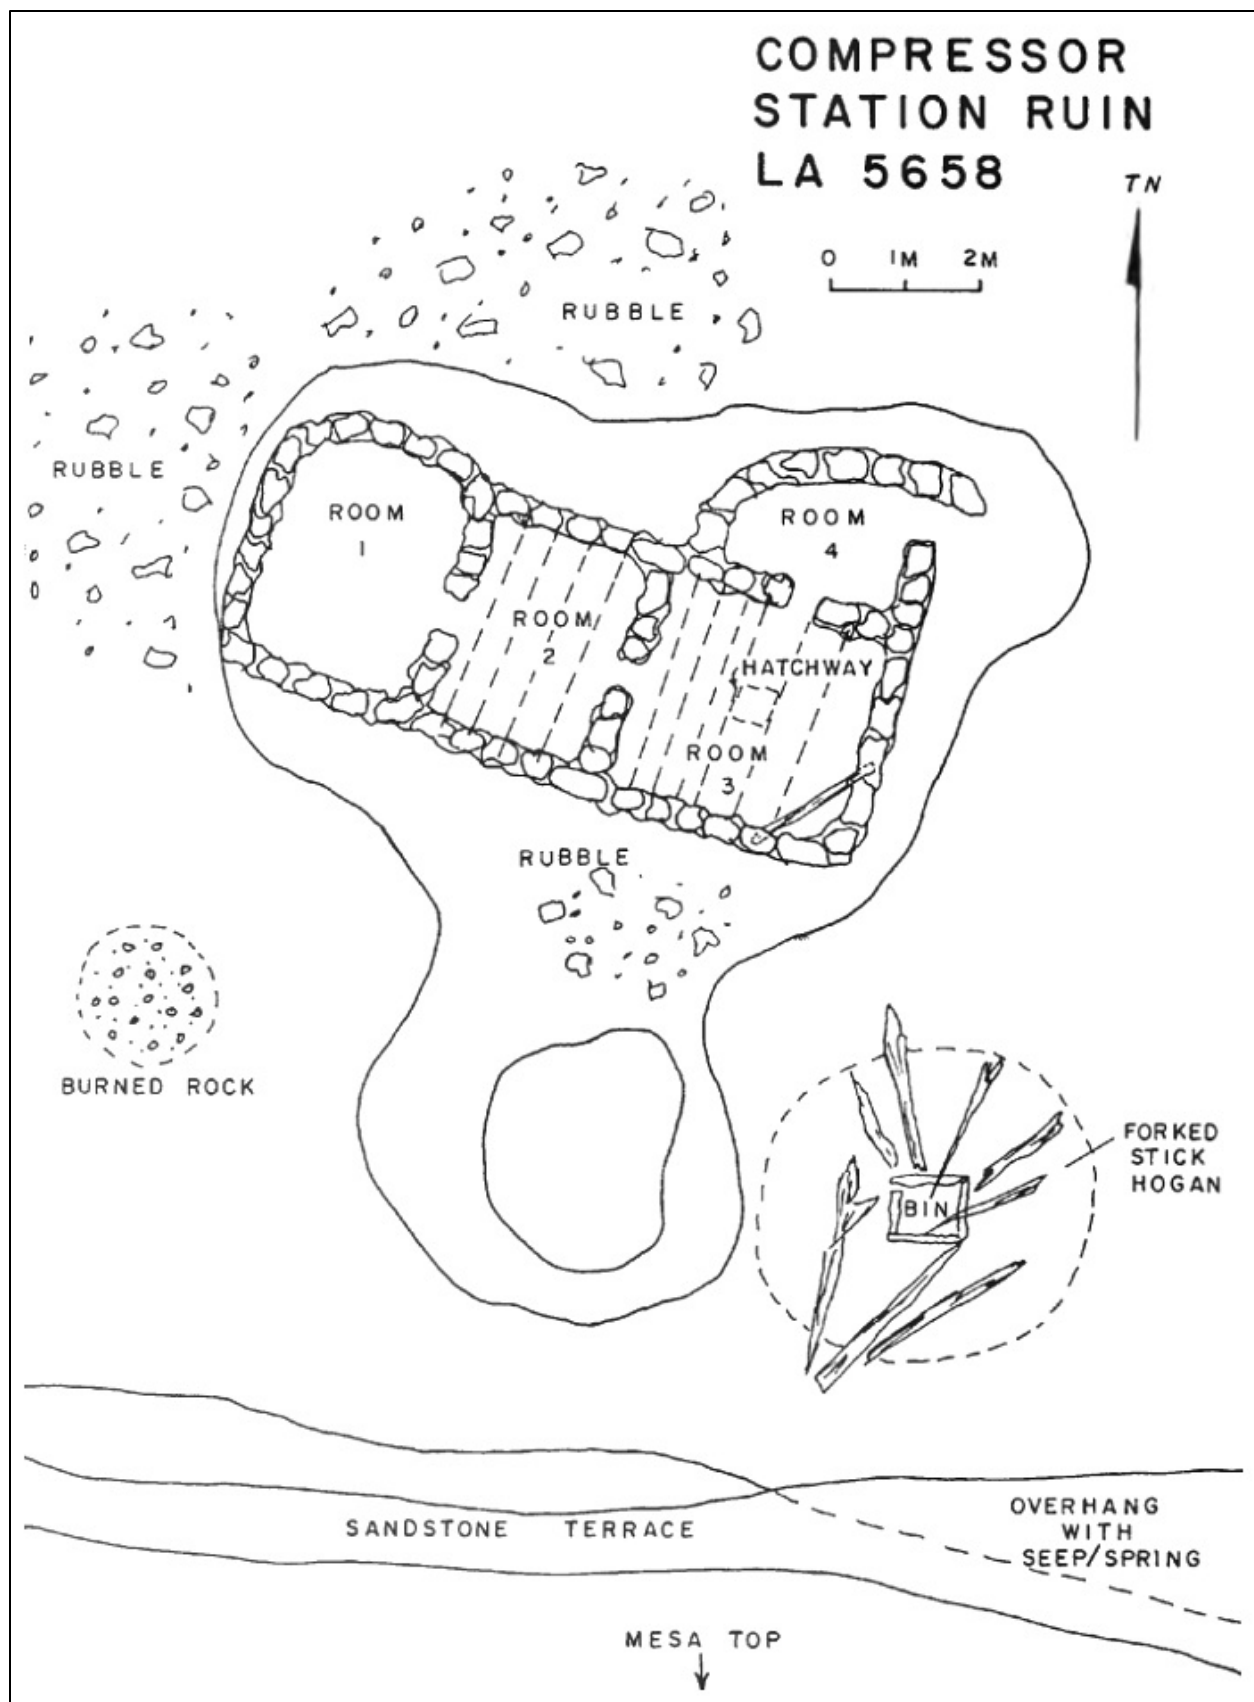 COMPRESSOR
STATION RUIN
LA 5658
TN
0 1M 2M
RUBBLE
RUBBLE
ROOM
1
ROOM
4
ROOM
2
HATCHWAY
ROOM
3
RUBBLE
BURNED ROCK
FORKED
STICK
HOGAN
BIN
OVERHANG
WITH
SEEP/SPRING
SANDSTONE TERRACE
MESA TOP